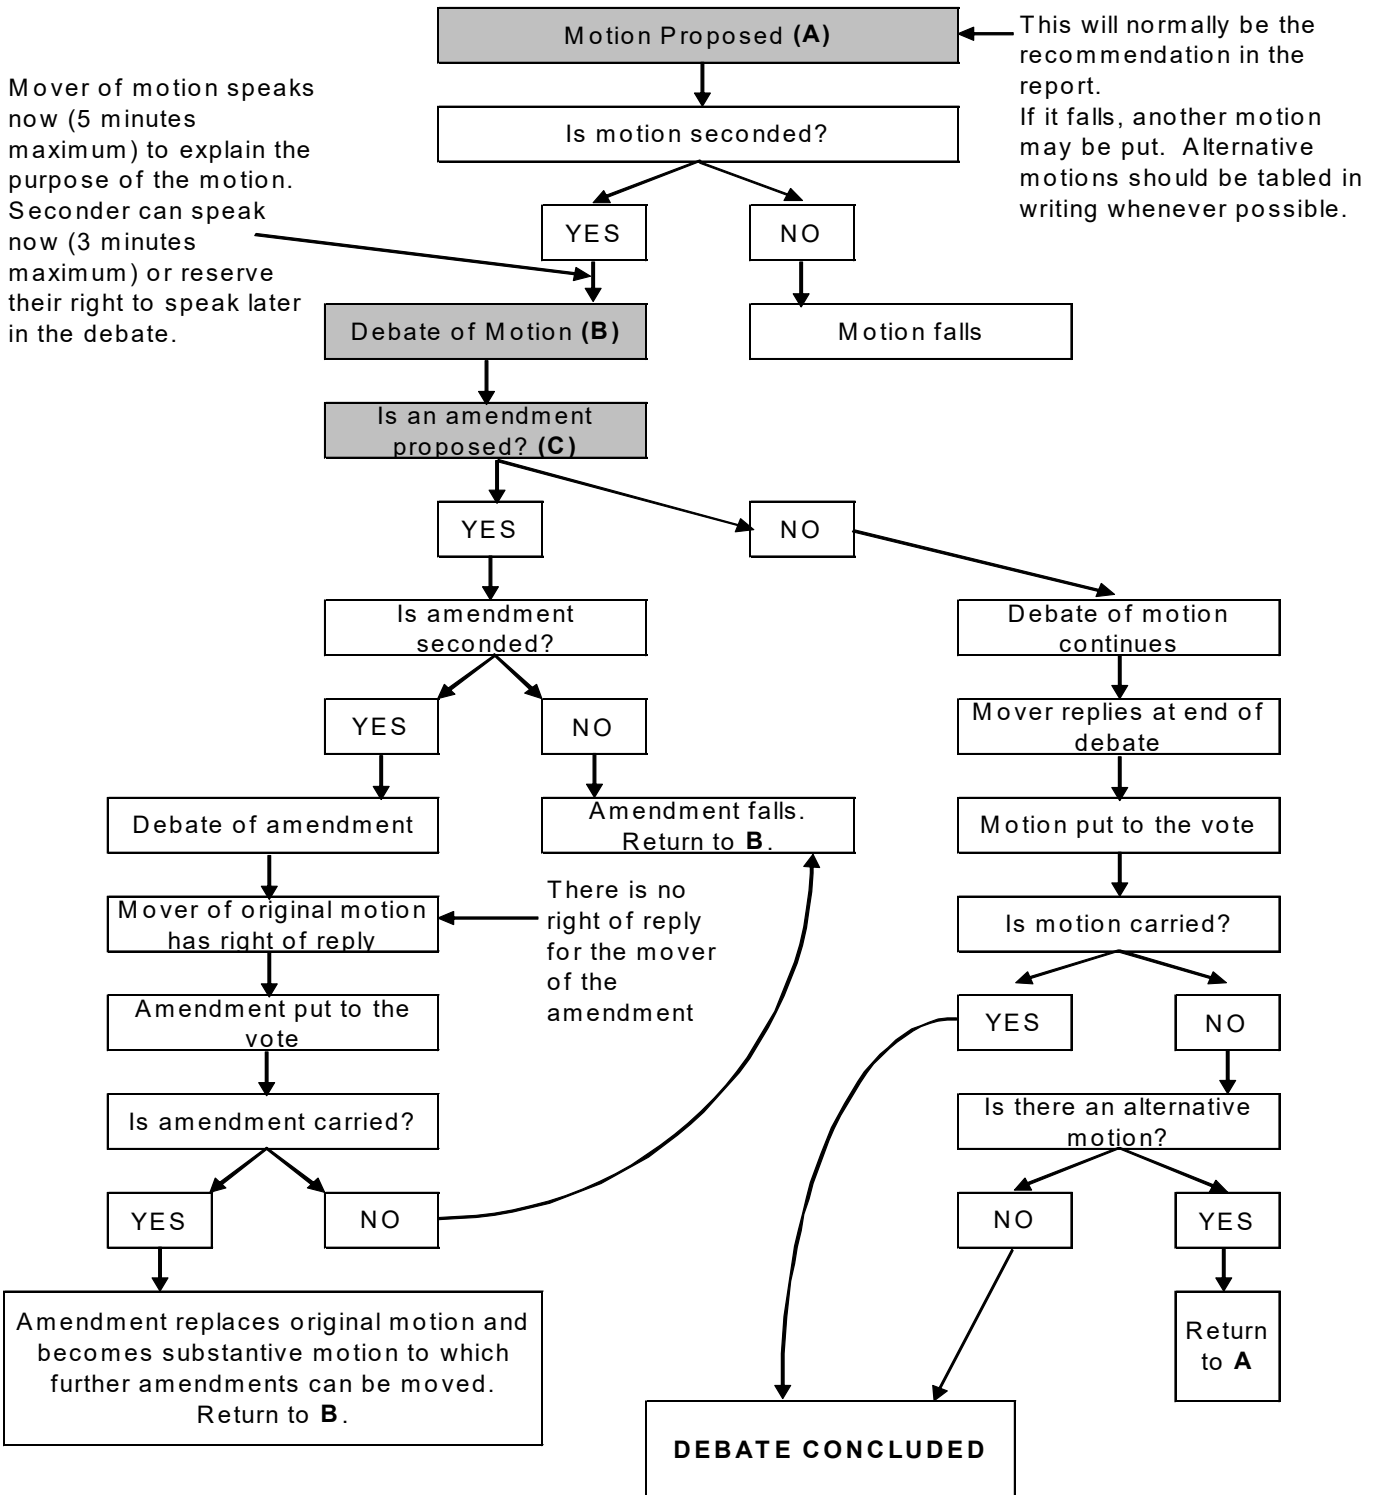 Motion Proposed (A)
This will normally be the
recommendation in the
report.
If it falls, another motion
may be put. Alternative
motions should be tabled in
writing whenever possible.
Mover of motion speaks
now (5 minutes
maximum) to explain the
purpose of the motion.
Seconder can speak
now (3 minutes
maximum) or reserve
their right to speak later
in the debate.
Is motion seconded?
YES
NO
Debate of Motion (B)
Motion falls
Is an amendment
proposed? (C)
YES
NO
Is amendment
seconded?
Debate of motion
continues
YES
NO
Mover replies at end of
debate
Debate of amendment
Amendment falls.
Return to B.
Motion put to the vote
Mover of original motion
has right of reply
There is no
right of reply
for the mover
of the
amendment
Is motion carried?
Amendment put to the
vote
YES
NO
Is amendment carried?
Is there an alternative
motion?
YES
NO
NO
YES
Amendment replaces original motion and
becomes substantive motion to which
further amendments can be moved.
Return to B.
Return
to A
DEBATE CONCLUDED